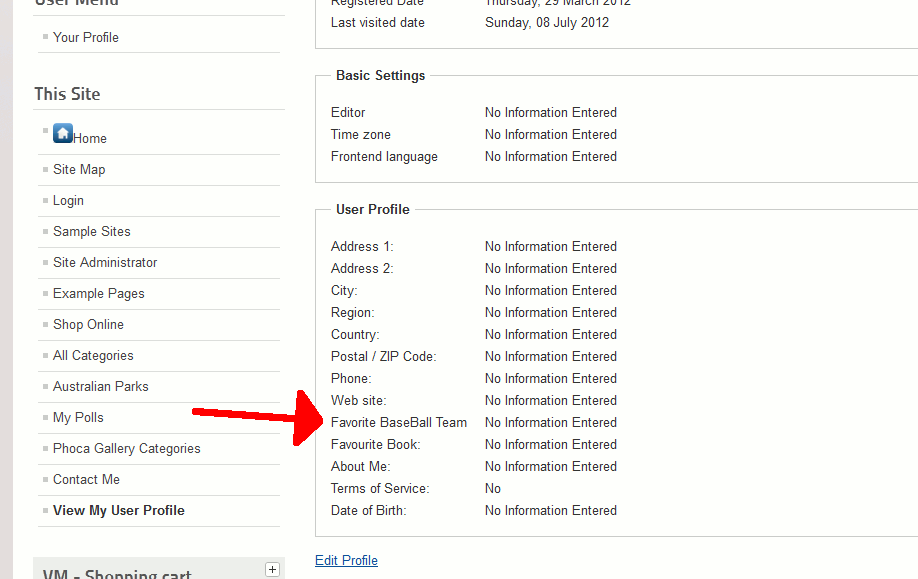 User Menu
Your Profile
This Site
Home
Site Map
Login
Sample Sites
Site Administrator
Example Pages
Shop Online
All Categories
Australian Parks
My Polls
Phoca Gallery Categories
Contact Me
View My User Profile
VM - Shopping cart
+
Registered Date Thursday, 29 March 2012
Last visited date Sunday, 08 July 2012
Basic Settings
Editor No Information Entered
Time zone No Information Entered
Frontend language No Information Entered
User Profile
Address 1: No Information Entered
Address 2: No Information Entered
City: No Information Entered
Region: No Information Entered
Country: No Information Entered
Postal / ZIP Code: No Information Entered
Phone: No Information Entered
Web site: No Information Entered
Favorite BaseBall Team No Information Entered
Favourite Book: No Information Entered
About Me: No Information Entered
Terms of Service: No
Date of Birth: No Information Entered
Edit Profile